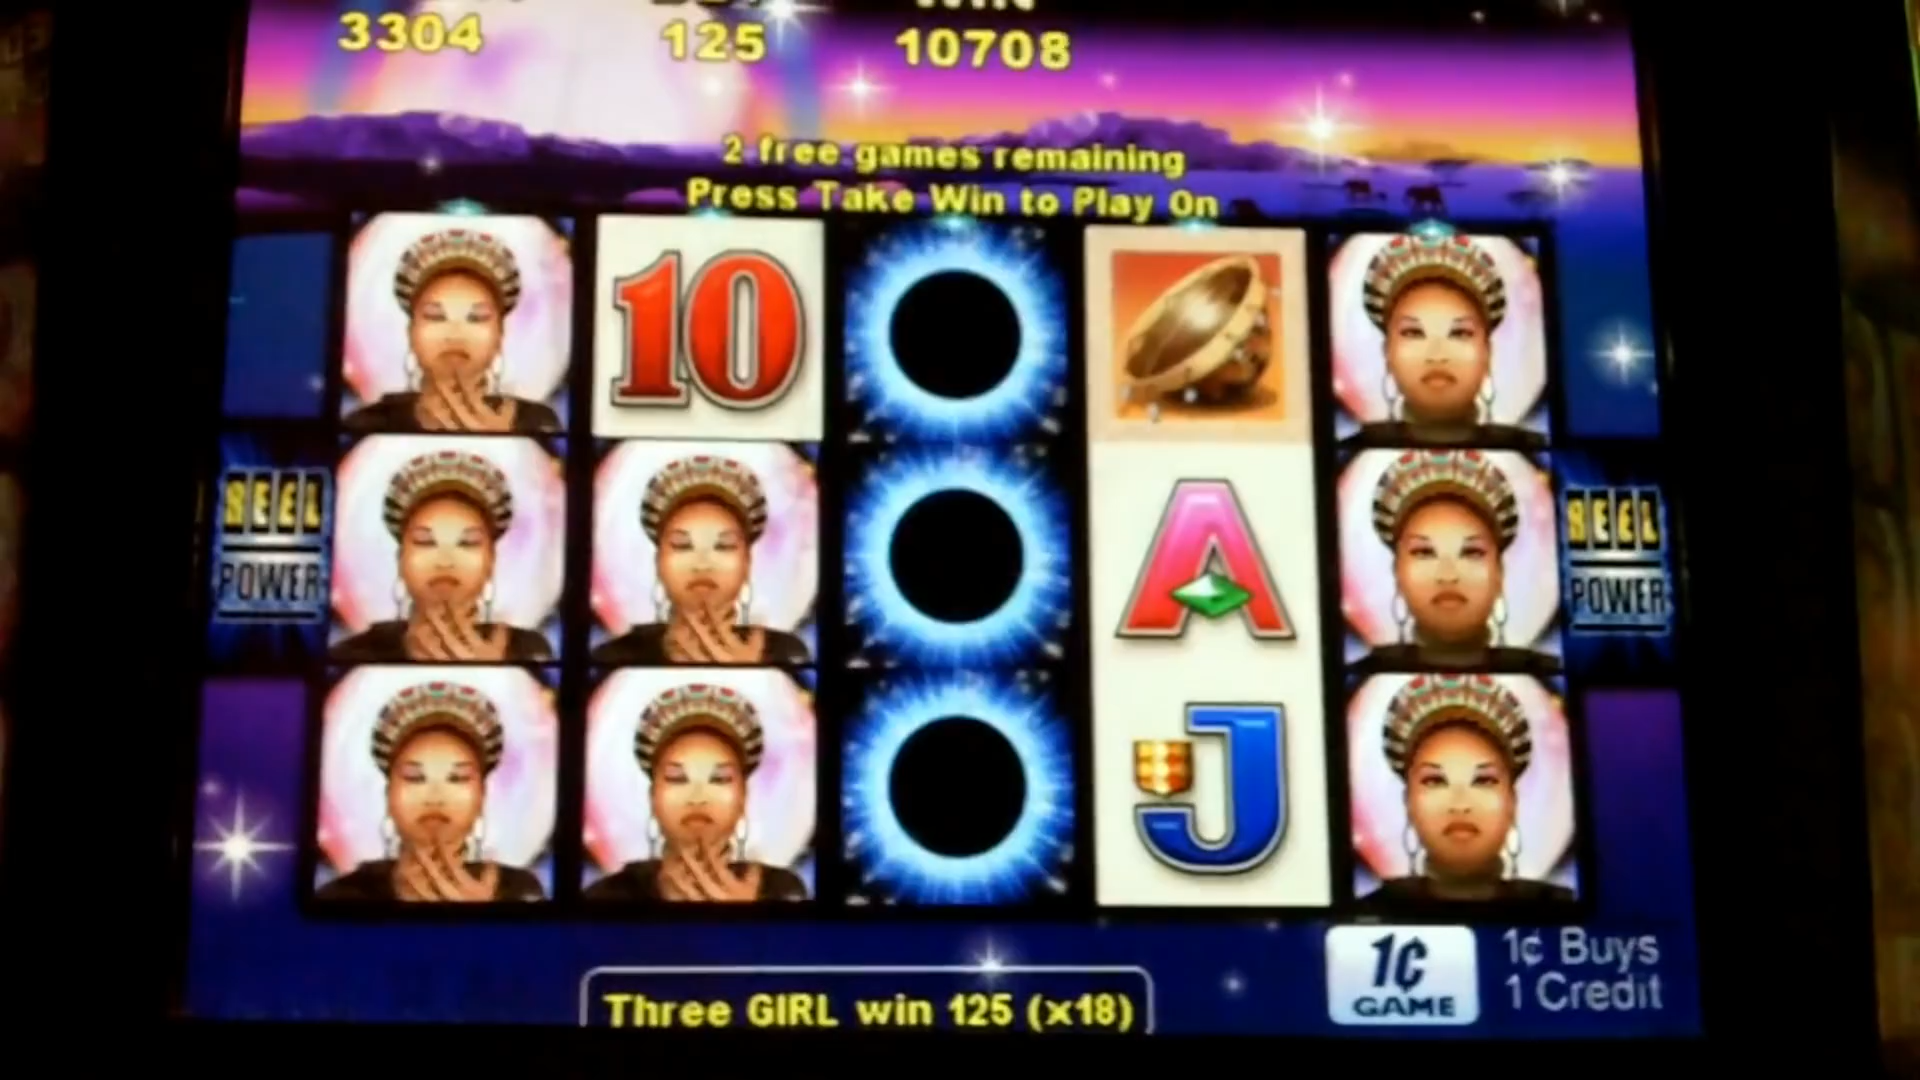 3304
125
WIN
10708
2 free games remaining
Press Take Win to Play On
10
REEL
POWER
A
J
REEL
POWER
Three GIRL win 125 (x18)
1¢
GAME
1¢ Buys
1 Credit